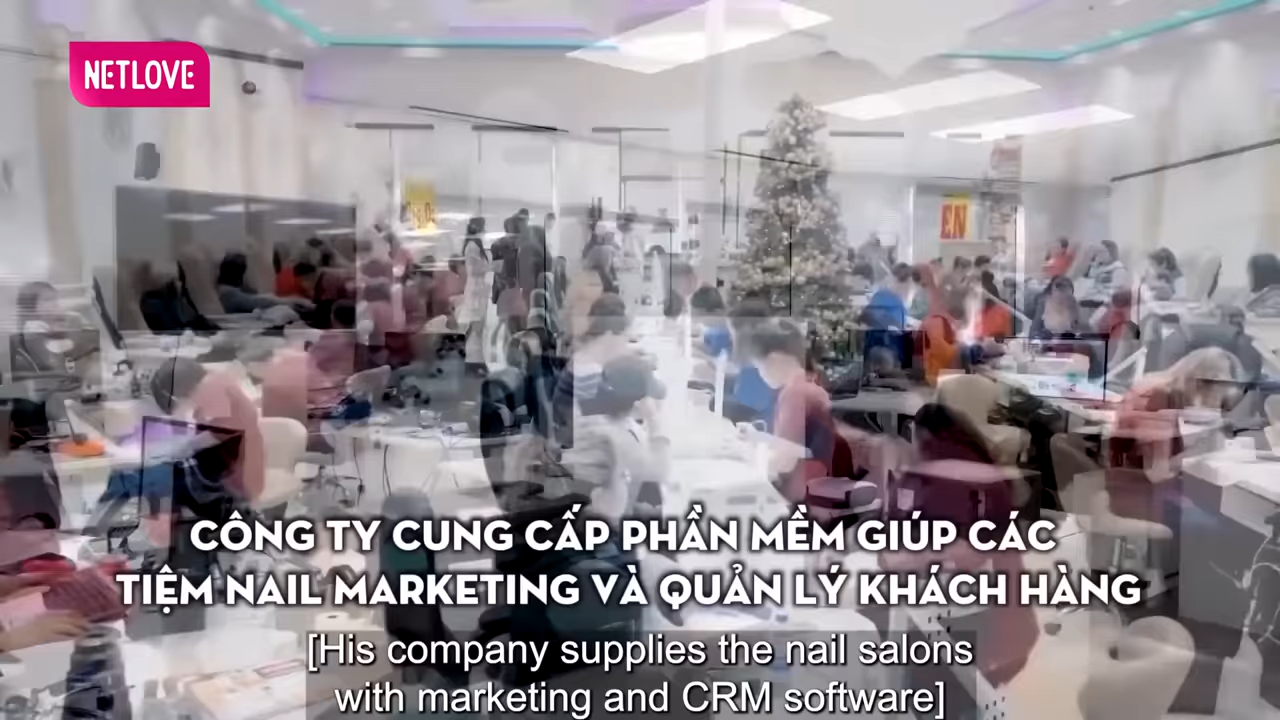 NETLOVE
EN
CÔNG TY CUNG CẤP PHẦN MỀM GIÚP CÁC
TIỆM NAIL MARKETING VÀ QUẢN LÝ KHÁCH HÀNG
[His company supplies the nail salons
with marketing and CRM software]